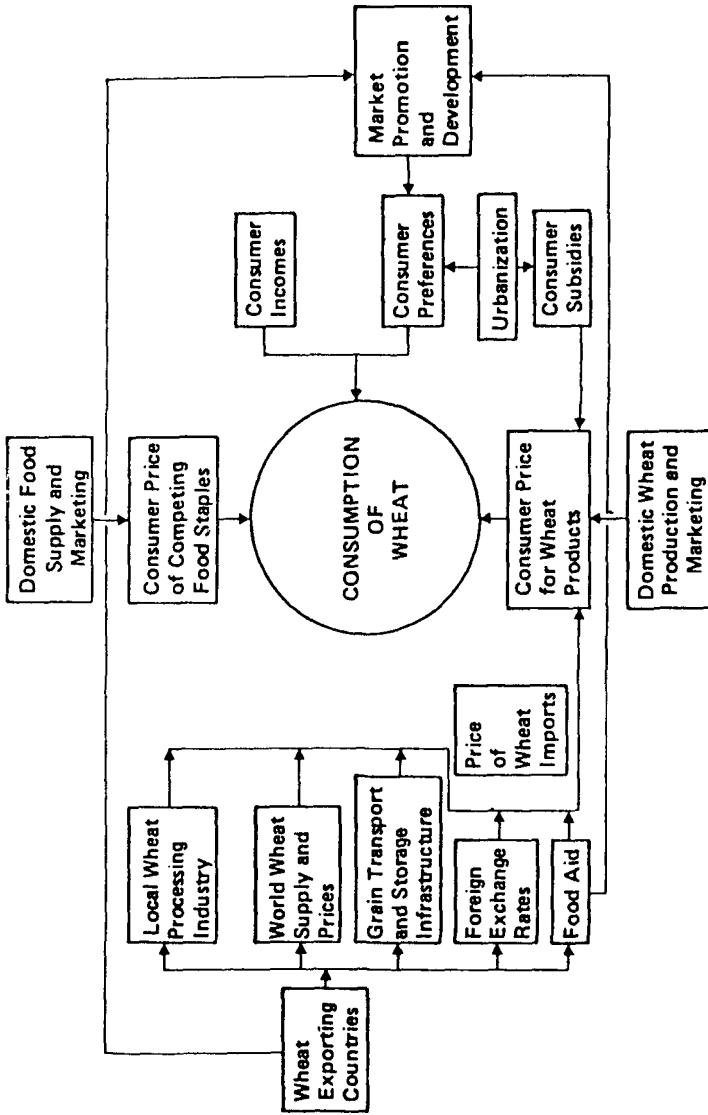 Domestic Food
Supply and
Marketing
Consumer Price
of Competing
Food Staples
Consumer
Incomes
Market
Promotion
and
Development
Consumer
Preferences
Urbanization
Consumer
Subsidies
CONSUMPTION
OF
WHEAT
Consumer Price
for Wheat
Products
Domestic Wheat
Production and
Marketing
Local Wheat
Processing
Industry
World Wheat
Supply and
Prices
Grain Transport
and Storage
Infrastructure
Foreign
Exchange
Rates
Food Aid
Price
of
Wheat
Imports
Wheat
Exporting
Countries